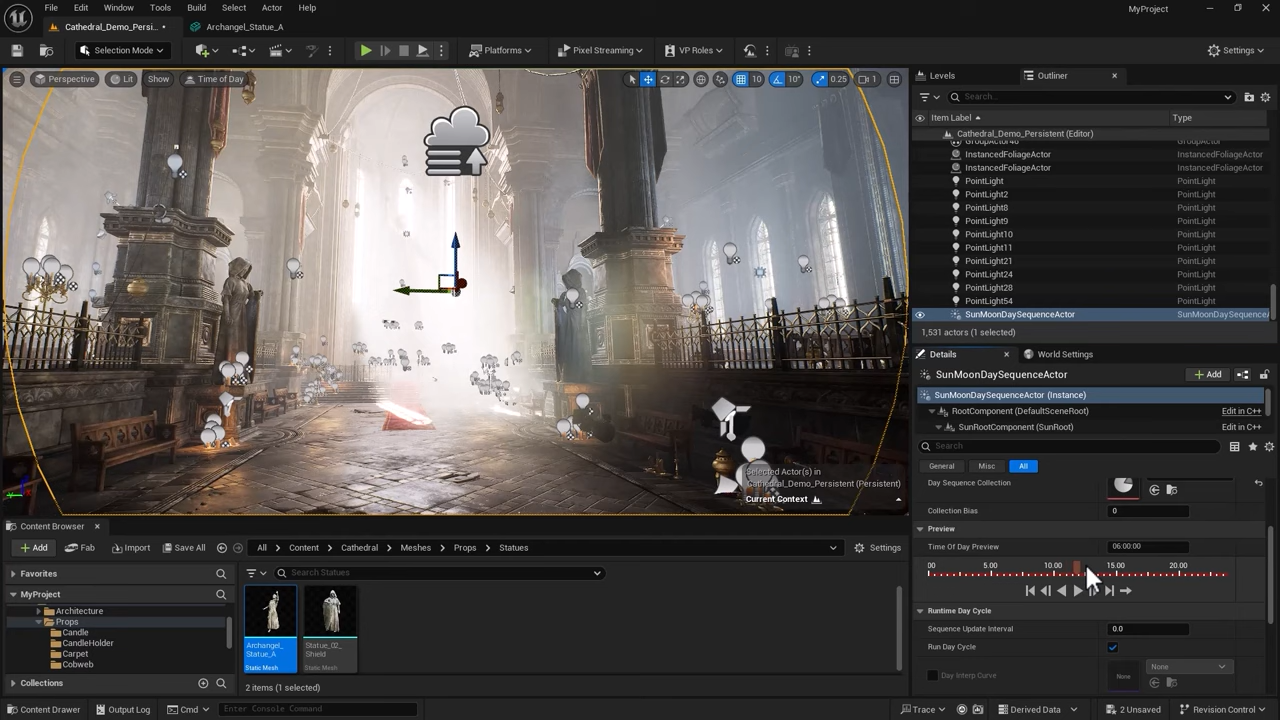 File Edit Window Tools Build Select Actor Help
MyProject
Cathedral_Demo_Persi...
Archangel_Statue_A
Selection Mode
Platforms
Pixel Streaming
VP Roles
Settings
Perspective
Lit
Show
Time of Day
10
10°
0.25
1
Selected Actor(s) in
Cathedral_Demo_Persistent (Persistent)
Current Context
Levels
Outliner
Search...
Item Label
Type
Cathedral_Demo_Persistent (Editor)
GroupActor46 GroupActor
InstancedFoliageActor InstancedFoliageActor
InstancedFoliageActor InstancedFoliageActor
PointLight PointLight
PointLight2 PointLight
PointLight8 PointLight
PointLight9 PointLight
PointLight10 PointLight
PointLight11 PointLight
PointLight21 PointLight
PointLight24 PointLight
PointLight28 PointLight
PointLight54 PointLight
SunMoonDaySequenceActor SunMoonDaySequenceA
1,531 actors (1 selected)
Details
World Settings
SunMoonDaySequenceActor
Add
SunMoonDaySequenceActor (Instance)
RootComponent (DefaultSceneRoot) Edit in C++
SunRootComponent (SunRoot) Edit in C++
Search
General
Misc
All
Day Sequence Collection
Collection Bias 0
Preview
Time Of Day Preview 06:00:00
00 5.00 10.00 15.00 20.00
Runtime Day Cycle
Sequence Update Interval 0.0
Run Day Cycle
Day Interp Curve None None
Content Browser
Add
Fab
Import
Save All
All > Content > Cathedral > Meshes > Props > Statues
Settings
Favorites
MyProject
Architecture
Props
Candle
CandleHolder
Carpet
Cobweb
Collections
Search Statues
Archangel_
Statue_A
Static Mesh
Statue_02_
Shield
Static Mesh
2 items (1 selected)
Content Drawer
Output Log
Cmd
Enter Console Command
Trace
Derived Data
2 Unsaved
Revision Control